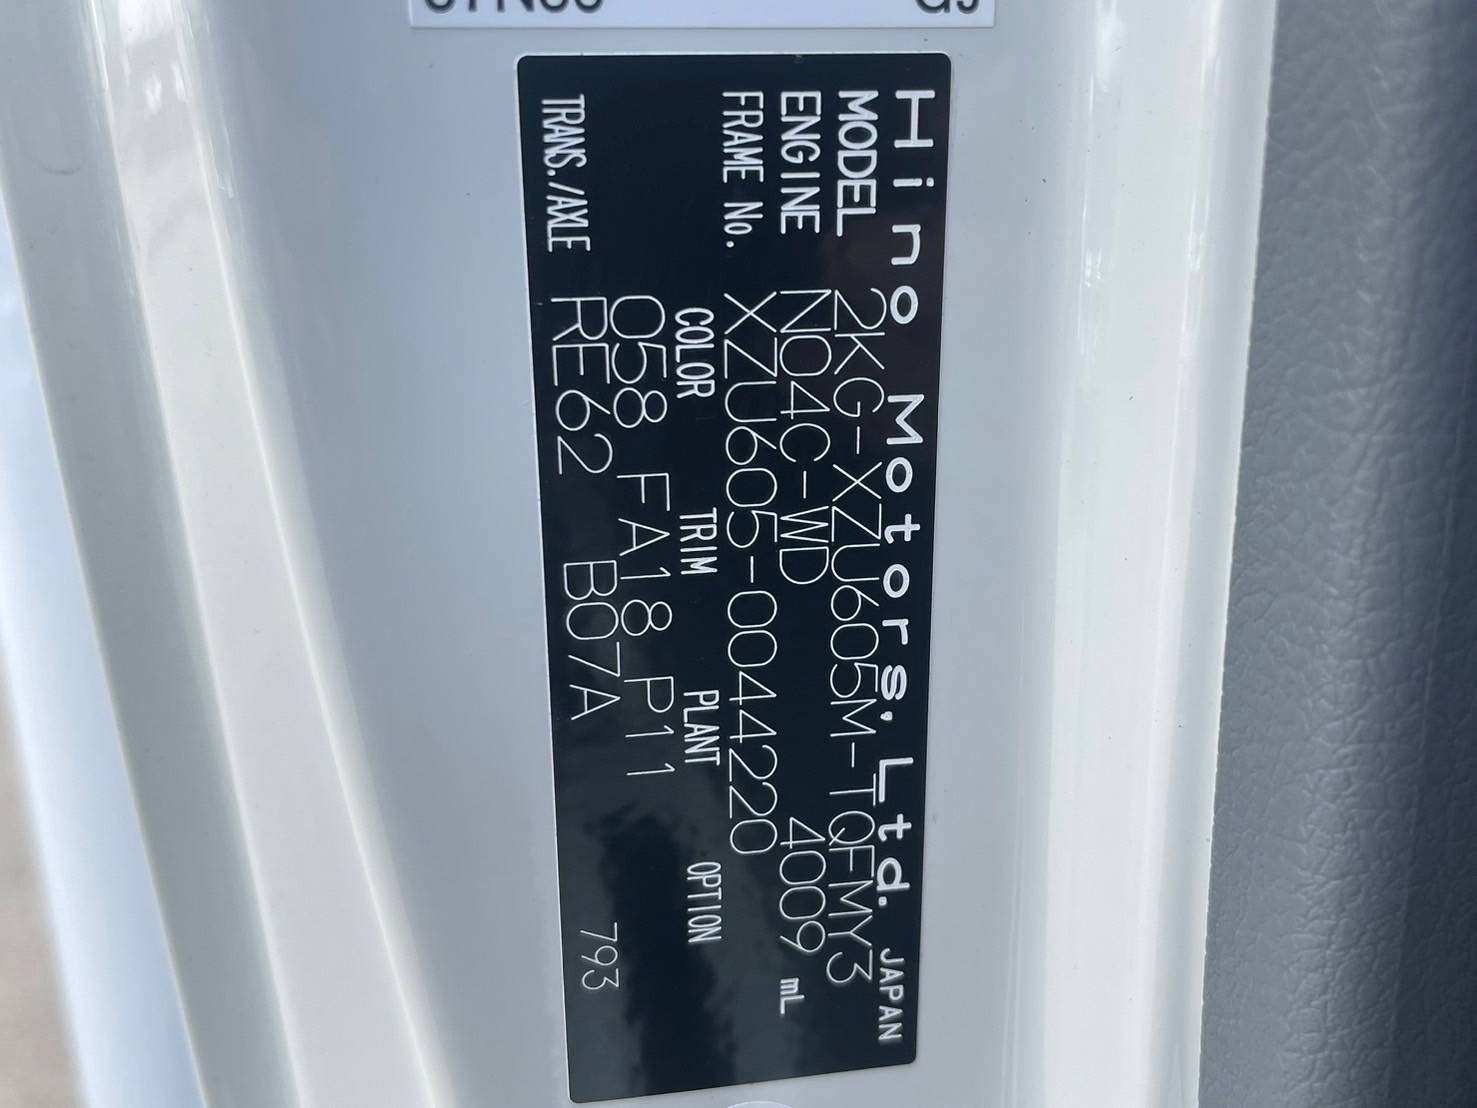 Hino Motors, Ltd. JAPAN
MODEL 2KG-XZU605M-TQFMY3
ENGINE N04C-WD 4009 mL
FRAME No. XZU605-0044220
COLOR TRIM PLANT OPTION
058 FA18 P11
TRANS./AXLE RE62 B07A 793